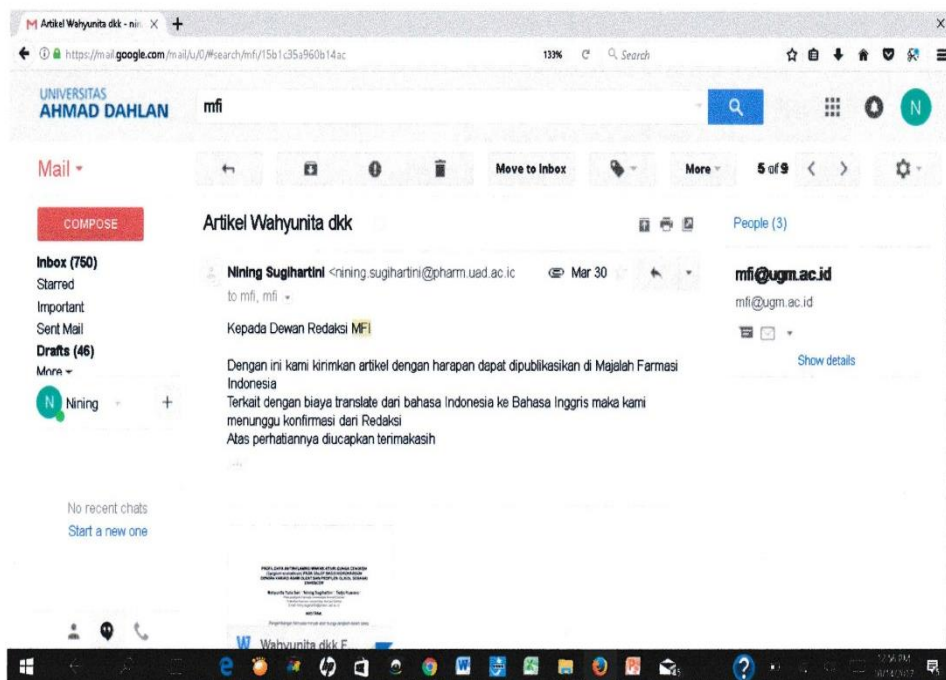 Artikel Wahyunita dkk - nin
https://mail.google.com/mail/u/0/#search/mfi/15b1c35a960b14ac
133%
Search
UNIVERSITAS
AHMAD DAHLAN
mfi
N
Mail
Move to Inbox
More
5 of 9
COMPOSE
Artikel Wahyunita dkk
People (3)
Inbox (750)
Starred
Important
Sent Mail
Drafts (46)
More
N Nining
Nining Sugihartini <nining.sugihartini@pharm.uad.ac.ic
Mar 30
to mfi, mfi
mfi@ugm.ac.id
mfi@ugm.ac.id
Show details
Kepada Dewan Redaksi MFI
Dengan ini kami kirimkan artikel dengan harapan dapat dipublikasikan di Majalah Farmasi
Indonesia
Terkait dengan biaya translate dari bahasa Indonesia ke Bahasa Inggris maka kami
menunggu konfirmasi dari Redaksi
Atas perhatiannya diucapkan terimakasih
...
No recent chats
Start a new one
W Wahyunita dkk F...
12:56 PM